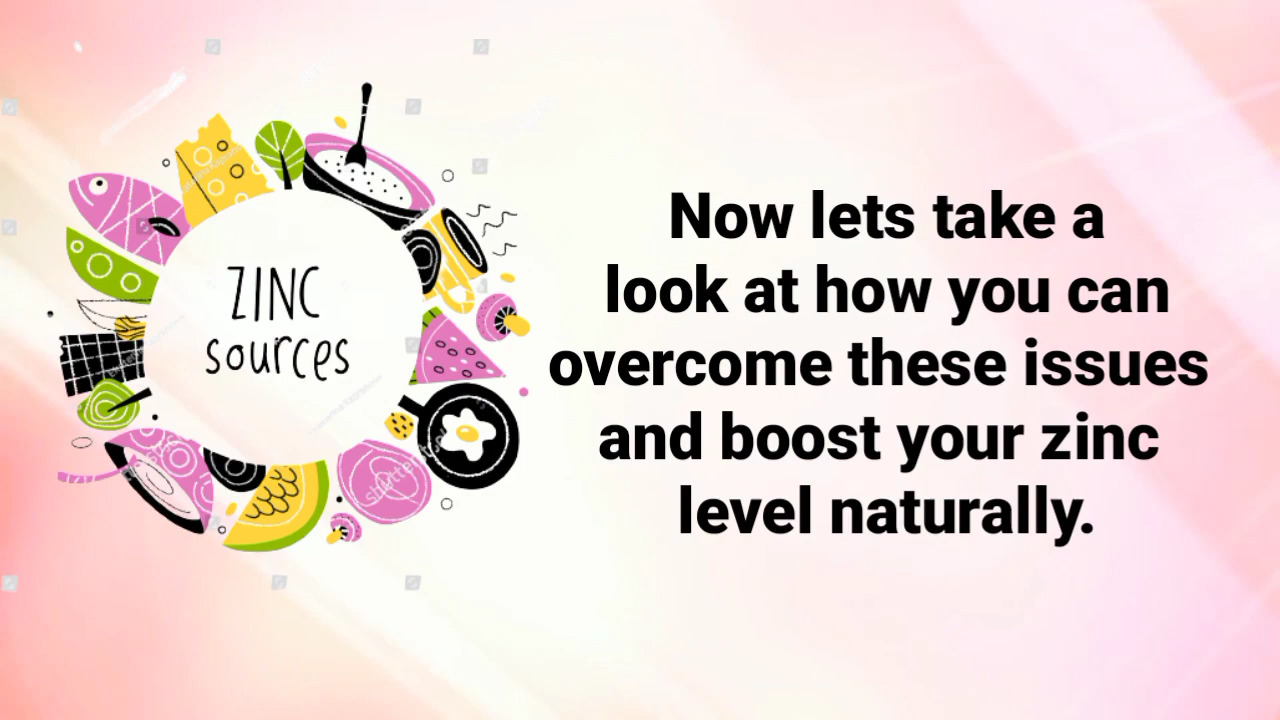 ZINC
sources
Now lets take a
look at how you can
overcome these issues
and boost your zinc
level naturally.